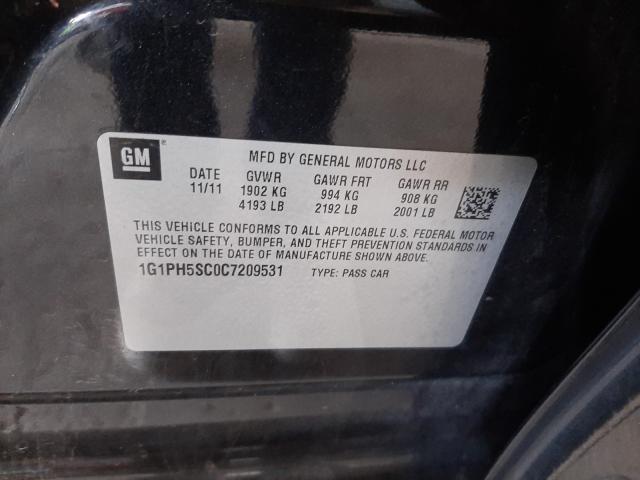 GM
MFD BY GENERAL MOTORS LLC
DATE GVWR GAWR FRT GAWR RR
11/11 1902 KG 994 KG 908 KG
4193 LB 2192 LB 2001 LB
THIS VEHICLE CONFORMS TO ALL APPLICABLE U.S. FEDERAL MOTOR
VEHICLE SAFETY, BUMPER, AND THEFT PREVENTION STANDARDS IN
EFFECT ON THE DATE OF MANUFACTURE SHOWN ABOVE.
1G1PH5SC0C7209531 TYPE: PASS CAR